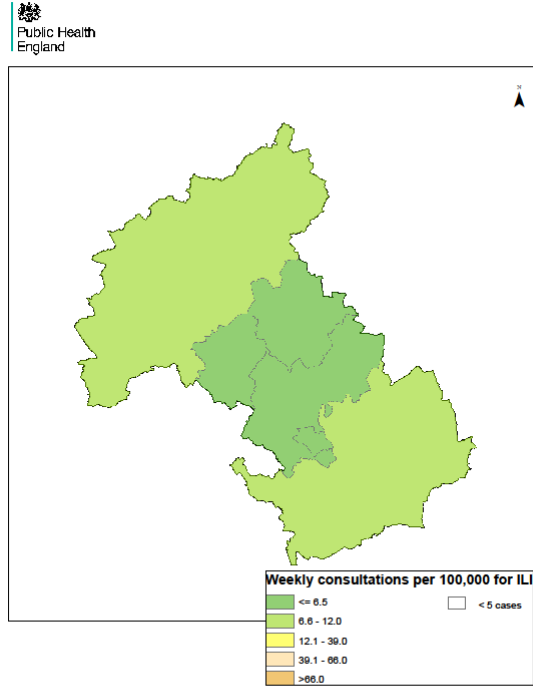 Public Health
England
N
Weekly consultations per 100,000 for ILI
<= 6.5
< 5 cases
6.6 - 12.0
12.1 - 39.0
39.1 - 66.0
>66.0